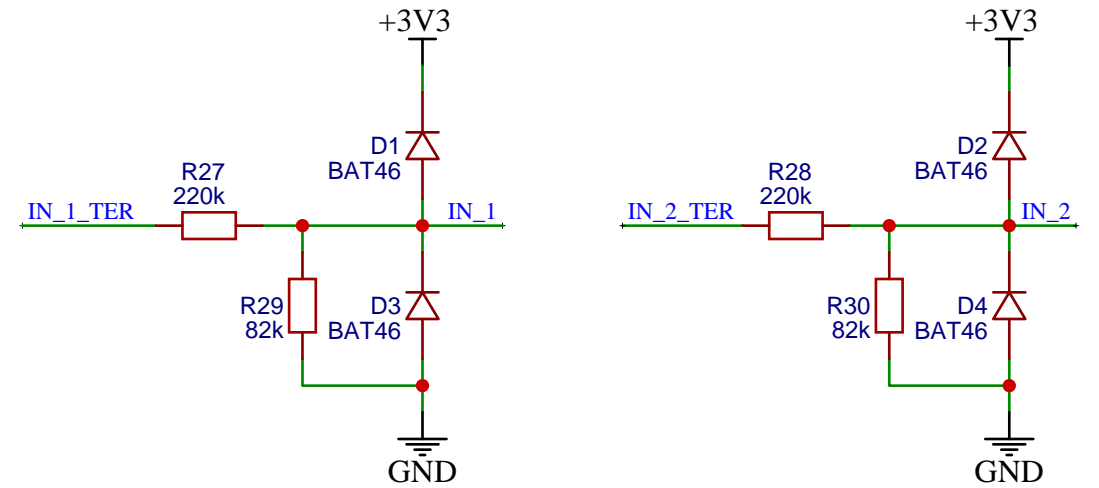 +3V3
D1
BAT46
R27
220k
IN_1_TER
IN_1
R29
82k
D3
BAT46
GND
+3V3
D2
BAT46
R28
220k
IN_2_TER
IN_2
R30
82k
D4
BAT46
GND